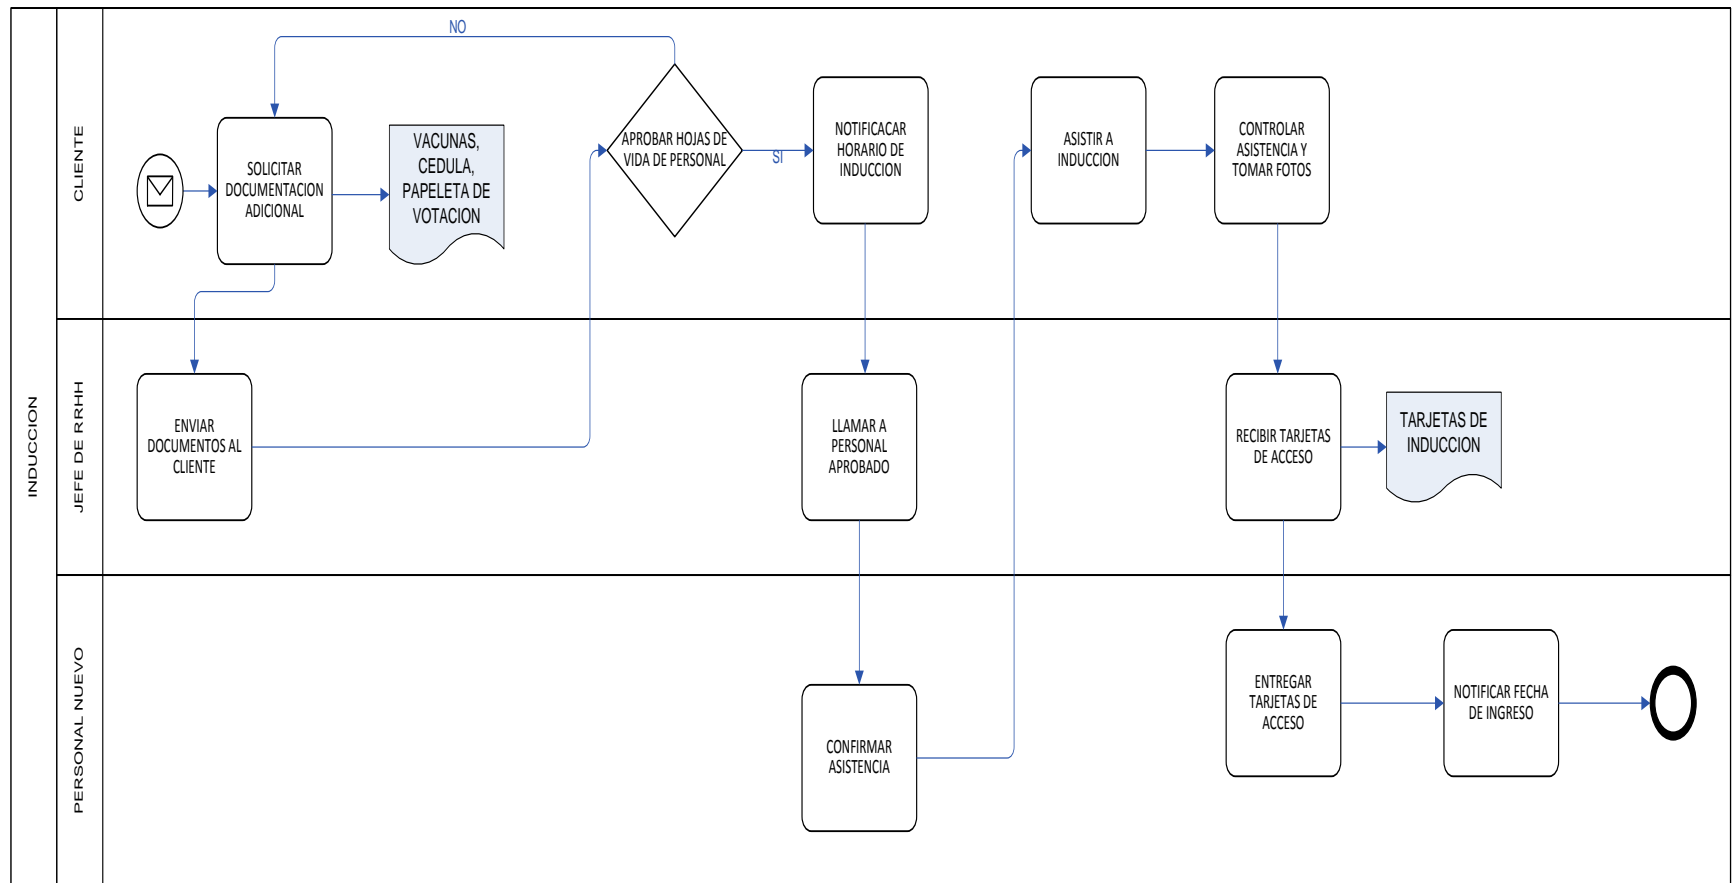 INDUCCION
CLIENTE
NO
SOLICITAR
DOCUMENTACION
ADICIONAL
VACUNAS,
CEDULA,
PAPELETA DE
VOTACION
APROBAR HOJAS DE
VIDA DE PERSONAL
SI
NOTIFICACAR
HORARIO DE
INDUCCION
ASISTIR A
INDUCCION
CONTROLAR
ASISTENCIA Y
TOMAR FOTOS
JEFE DE RRHH
ENVIAR
DOCUMENTOS AL
CLIENTE
LLAMAR A
PERSONAL
APROBADO
RECIBIR TARJETAS
DE ACCESO
TARJETAS DE
INDUCCION
PERSONAL NUEVO
CONFIRMAR
ASISTENCIA
ENTREGAR
TARJETAS DE
ACCESO
NOTIFICAR FECHA
DE INGRESO